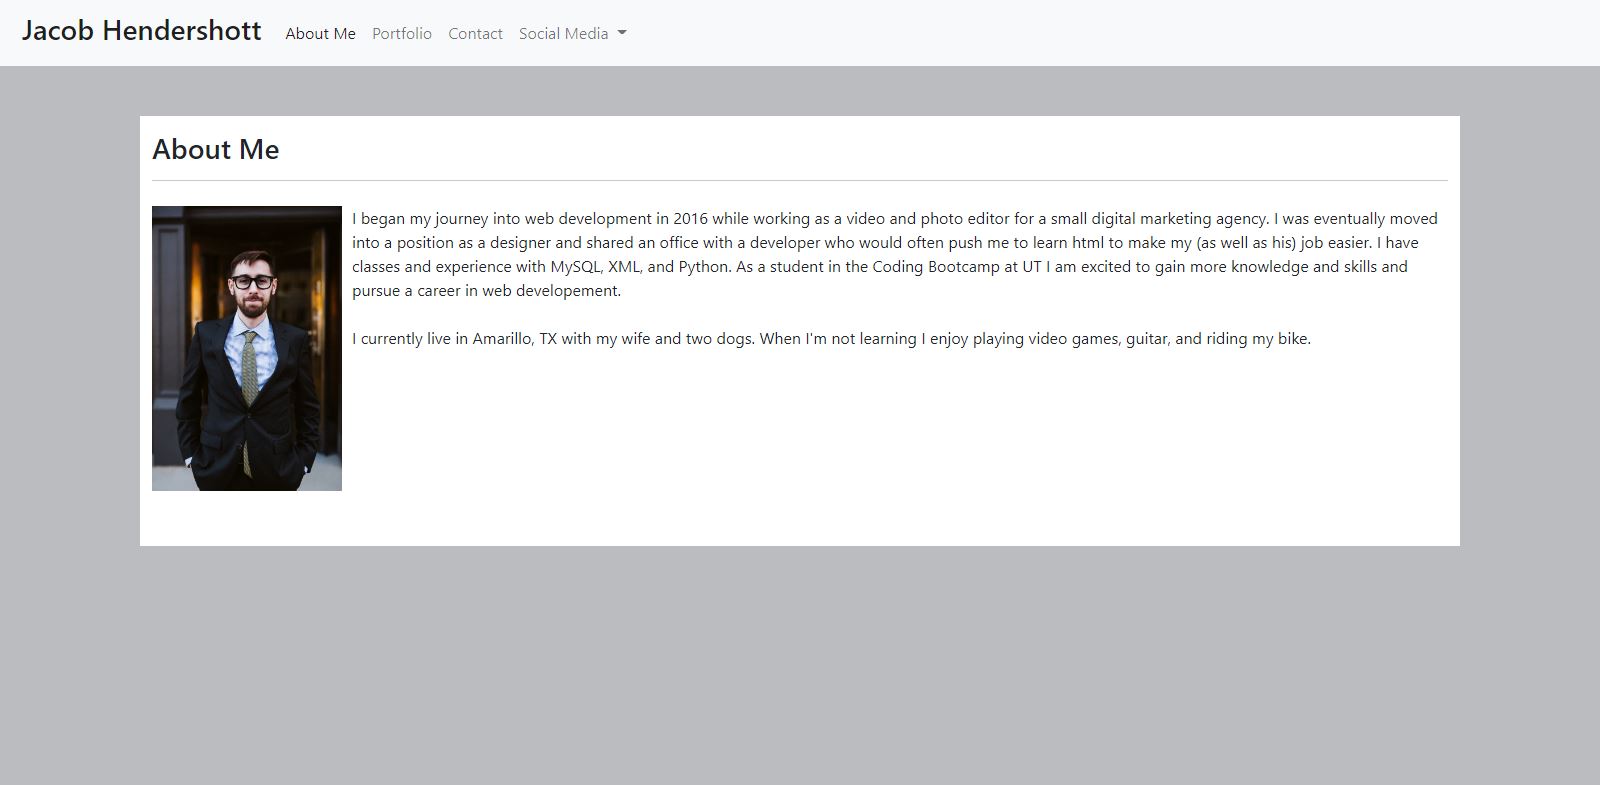 Jacob Hendershott About Me Portfolio Contact Social Media
About Me
I began my journey into web development in 2016 while working as a video and photo editor for a small digital marketing agency. I was eventually moved
into a position as a designer and shared an office with a developer who would often push me to learn html to make my (as well as his) job easier. I have
classes and experience with MySQL, XML, and Python. As a student in the Coding Bootcamp at UT I am excited to gain more knowledge and skills and
pursue a career in web developement.
I currently live in Amarillo, TX with my wife and two dogs. When I'm not learning I enjoy playing video games, guitar, and riding my bike.